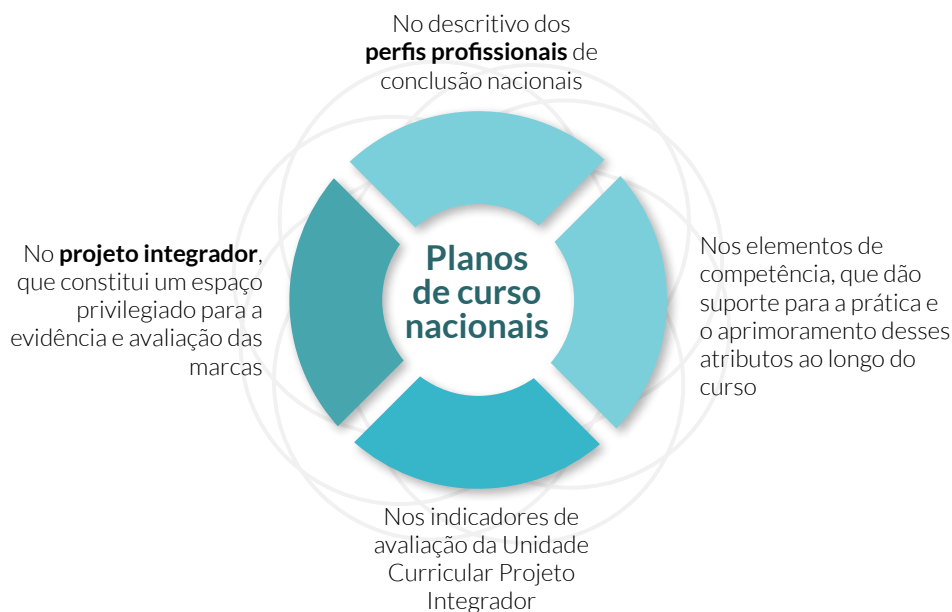 No descritivo dos
perfis profissionais de
conclusão nacionais
Planos
de curso
nacionais
Nos elementos de
competência, que dão
suporte para a prática e
o aprimoramento desses
atributos ao longo do
curso
Nos indicadores de
avaliação da Unidade
Curricular Projeto
Integrador
No projeto integrador,
que constitui um espaço
privilegiado para a
evidência e avaliação das
marcas